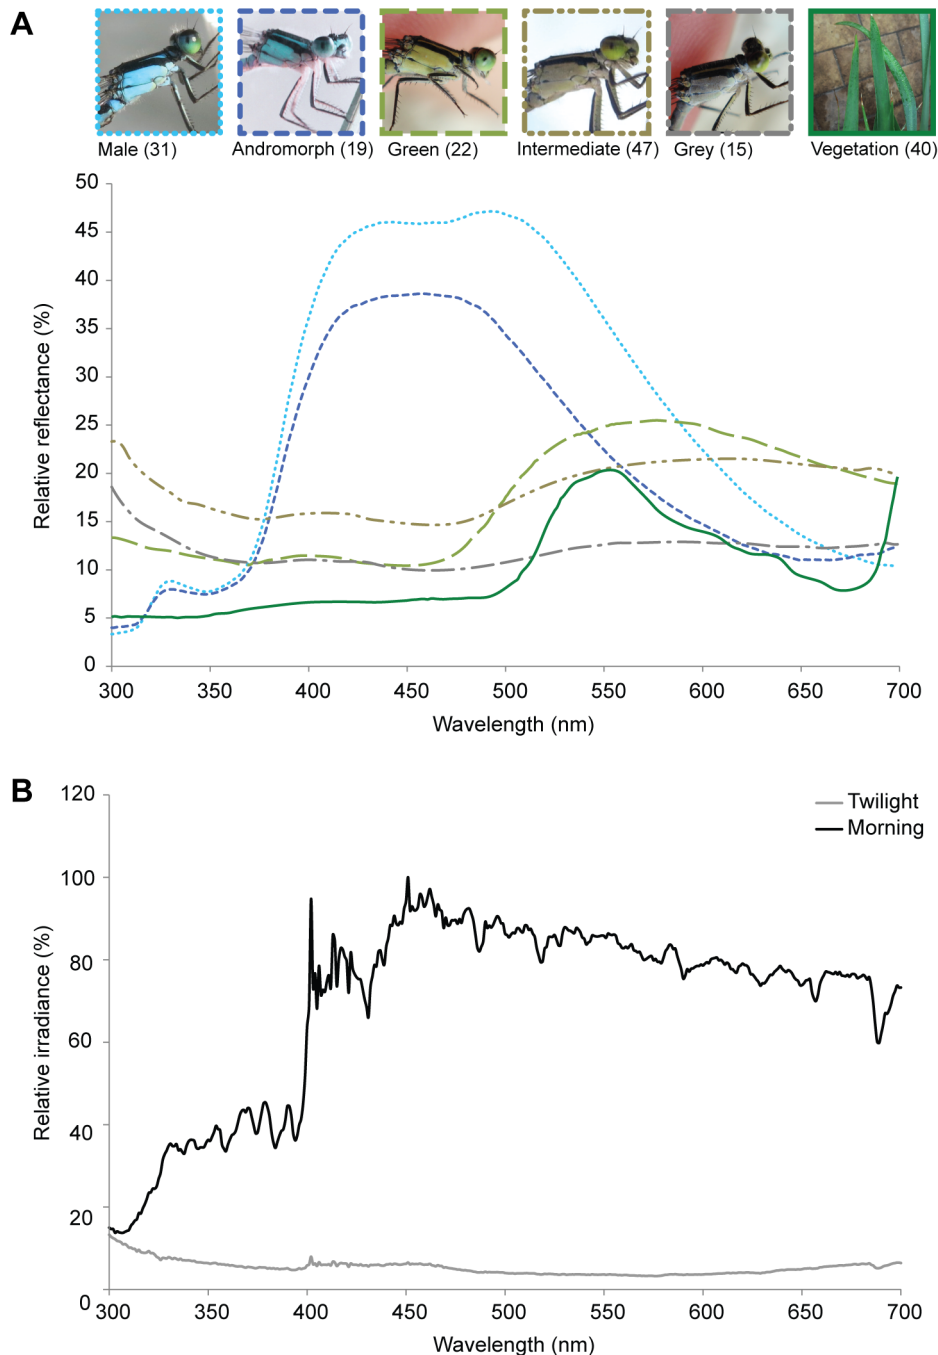 A
Male (31) Andromorph (19) Green (22) Intermediate (47) Grey (15) Vegetation (40)
50
45
40
35
30
25
20
15
10
5
0
Relative reflectance (%)
300 350 400 450 500 550 600 650 700
Wavelength (nm)
B
120
Twilight
Morning
100
80
60
40
20
0
Relative irradiance (%)
300 350 400 450 500 550 600 650 700
Wavelength (nm)